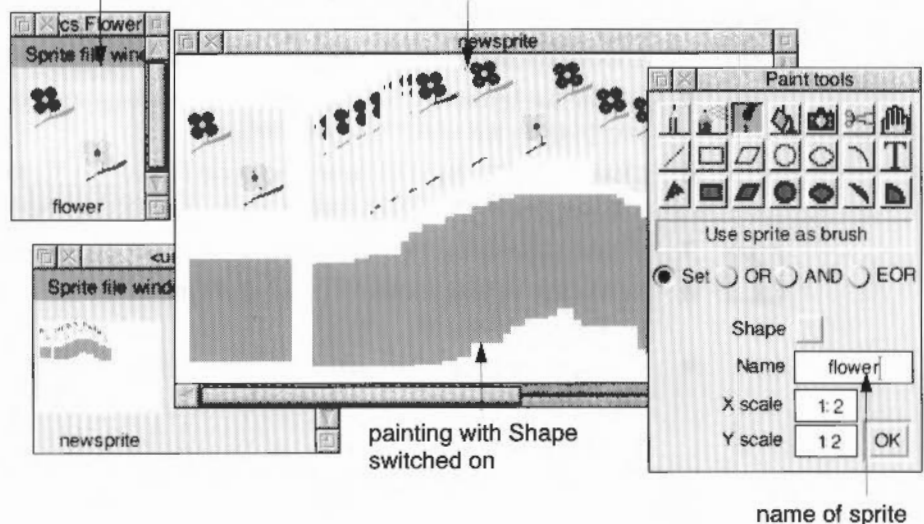 cs Flower
Sprite file wind
flower
newsprite
Paint tools
T
Use sprite as brush
Set OR AND EOR
Shape
Name flower
X scale 1:2
Y scale 1:2 OK
<u
Sprite file windo
newsprite
painting with Shape
switched on
name of sprite